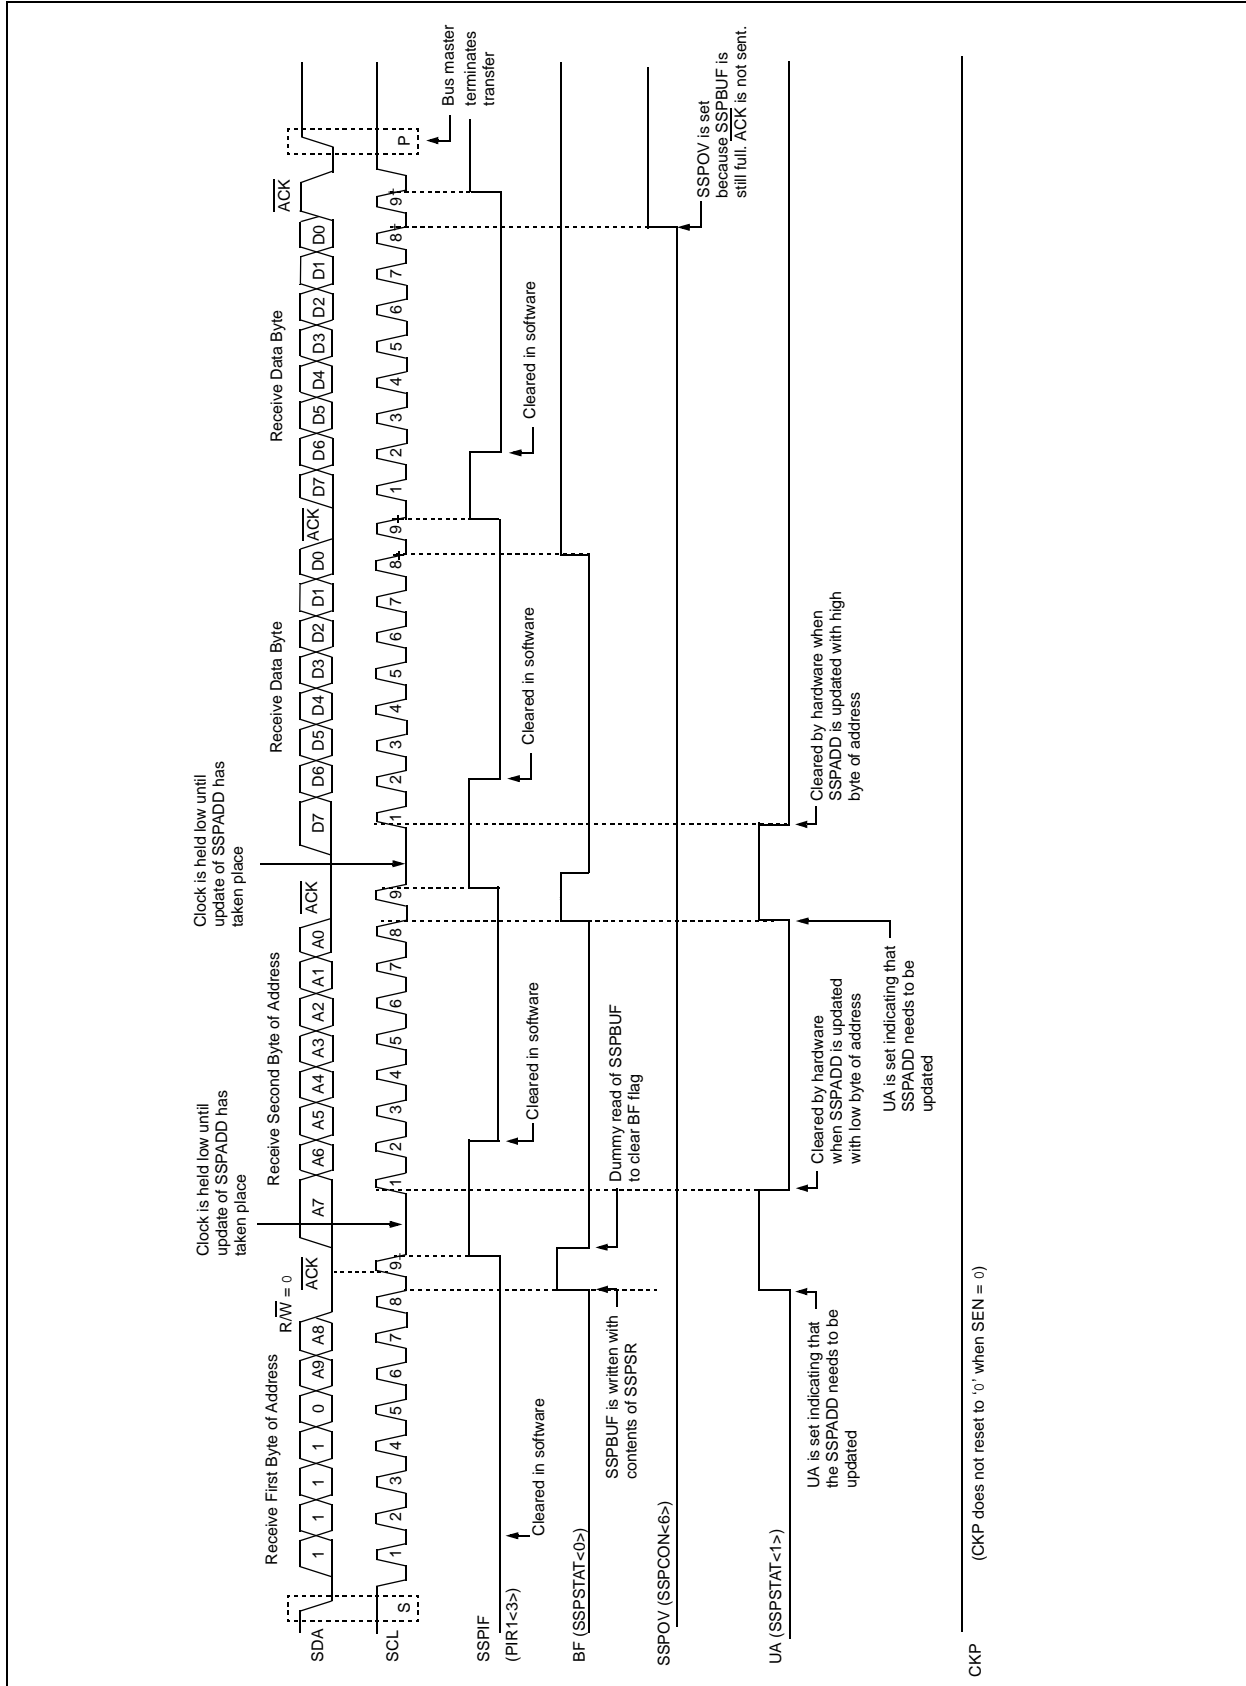 Receive First Byte of Address
R/W = 0
Receive Second Byte of Address
Clock is held low until
update of SSPADD has
taken place
Clock is held low until
update of SSPADD has
taken place
Receive Data Byte
Receive Data Byte
SDA
1 1 1 1 0 A9 A8 ACK A7 A6 A5 A4 A3 A2 A1 A0 ACK D7 D6 D5 D4 D3 D2 D1 D0 ACK D7 D6 D5 D4 D3 D2 D1 D0 ACK
SCL
S 1 2 3 4 5 6 7 8 9 1 2 3 4 5 6 7 8 9 1 2 3 4 5 6 7 8 9 1 2 3 4 5 6 7 8 9 P
Bus master
terminates
transfer
SSPIF
(PIR1<3>)
Cleared in software
Cleared in software
Cleared in software
Cleared in software
BF (SSPSTAT<0>)
SSPBUF is written with
contents of SSPSR
Dummy read of SSPBUF
to clear BF flag
SSPOV (SSPCON<6>)
SSPOV is set
because SSPBUF is
still full. ACK is not sent.
UA (SSPSTAT<1>)
UA is set indicating that
the SSPADD needs to be
updated
Cleared by hardware
when SSPADD is updated
with low byte of address
UA is set indicating that
SSPADD needs to be
updated
Cleared by hardware when
SSPADD is updated with high
byte of address
CKP
(CKP does not reset to ‘0’ when SEN = 0)